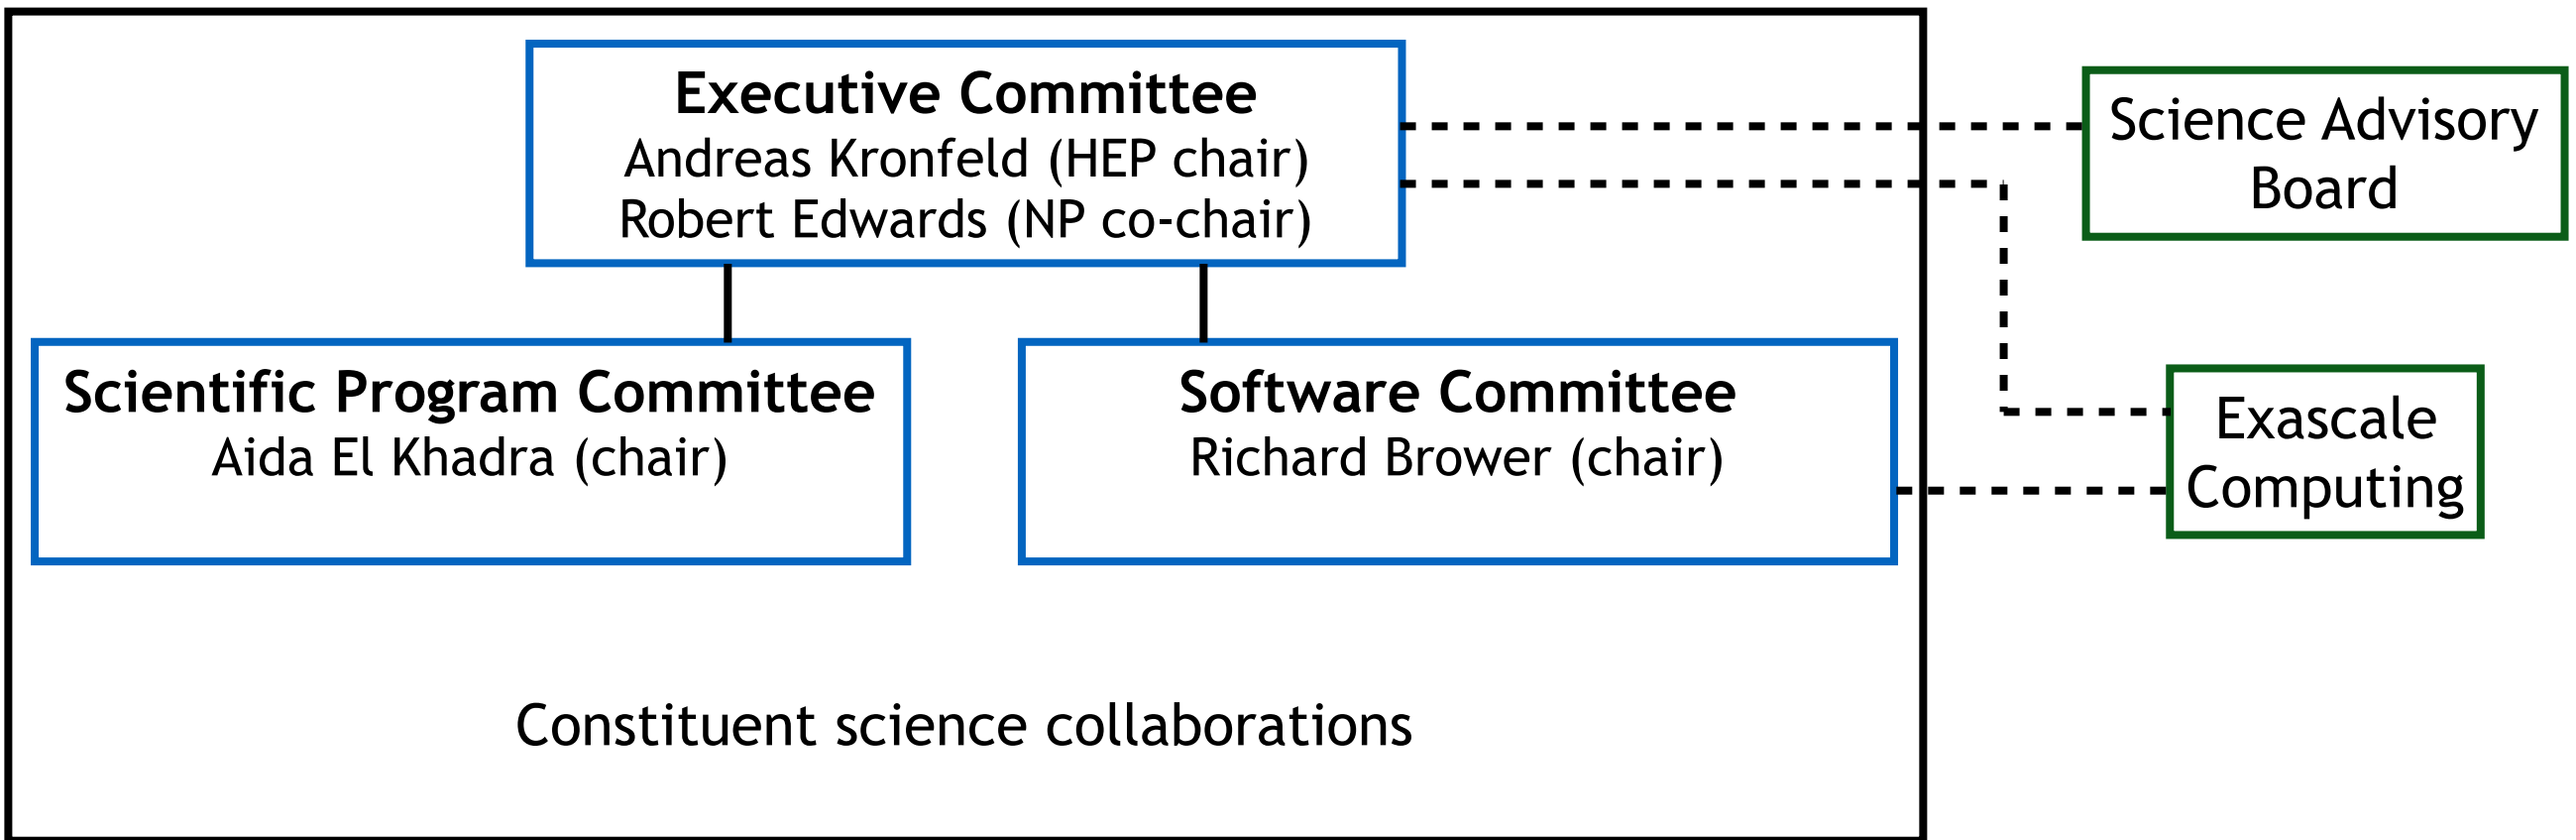 Executive Committee
Andreas Kronfeld (HEP chair)
Robert Edwards (NP co-chair)
Science Advisory
Board
Scientific Program Committee
Aida El Khadra (chair)
Software Committee
Richard Brower (chair)
Exascale
Computing
Constituent science collaborations